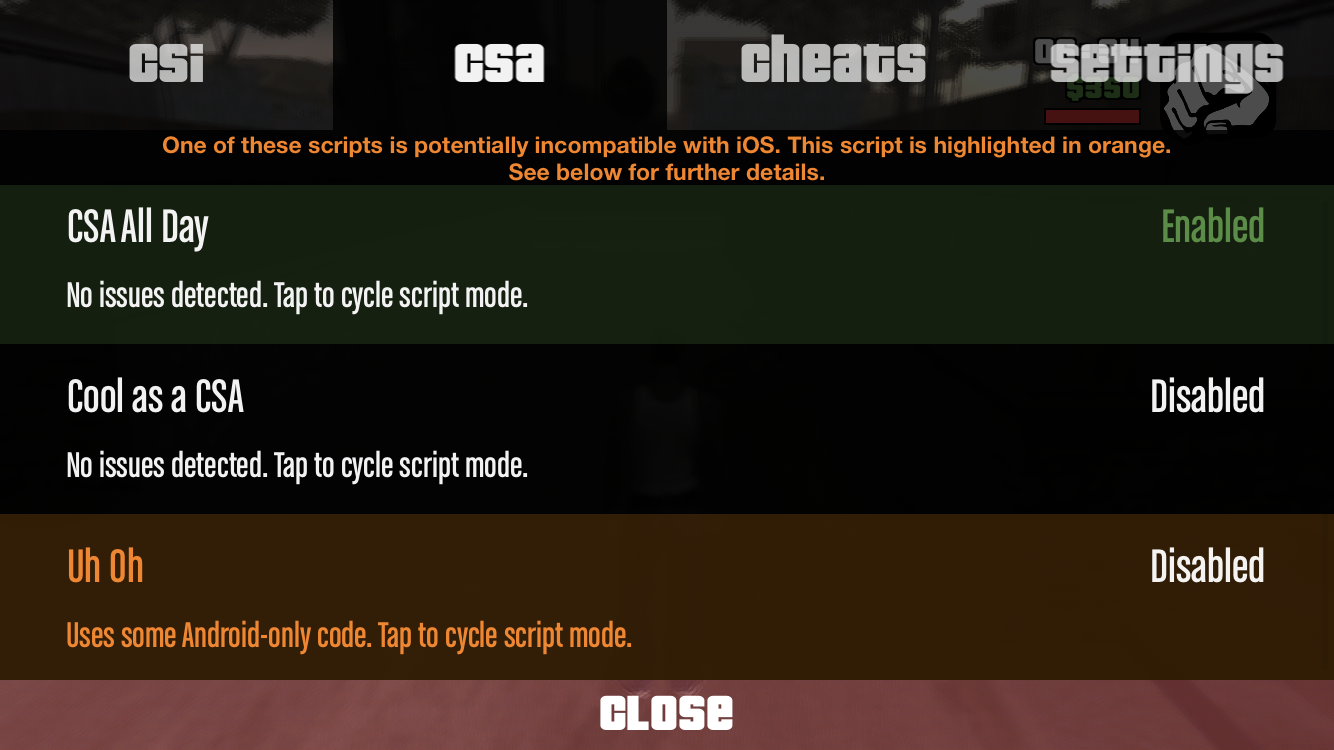 csi
csa
cheats
settings
$350
One of these scripts is potentially incompatible with iOS. This script is highlighted in orange.
See below for further details.
CSA All Day
Enabled
No issues detected. Tap to cycle script mode.
Cool as a CSA
Disabled
No issues detected. Tap to cycle script mode.
Uh Oh
Disabled
Uses some Android-only code. Tap to cycle script mode.
CLOSE